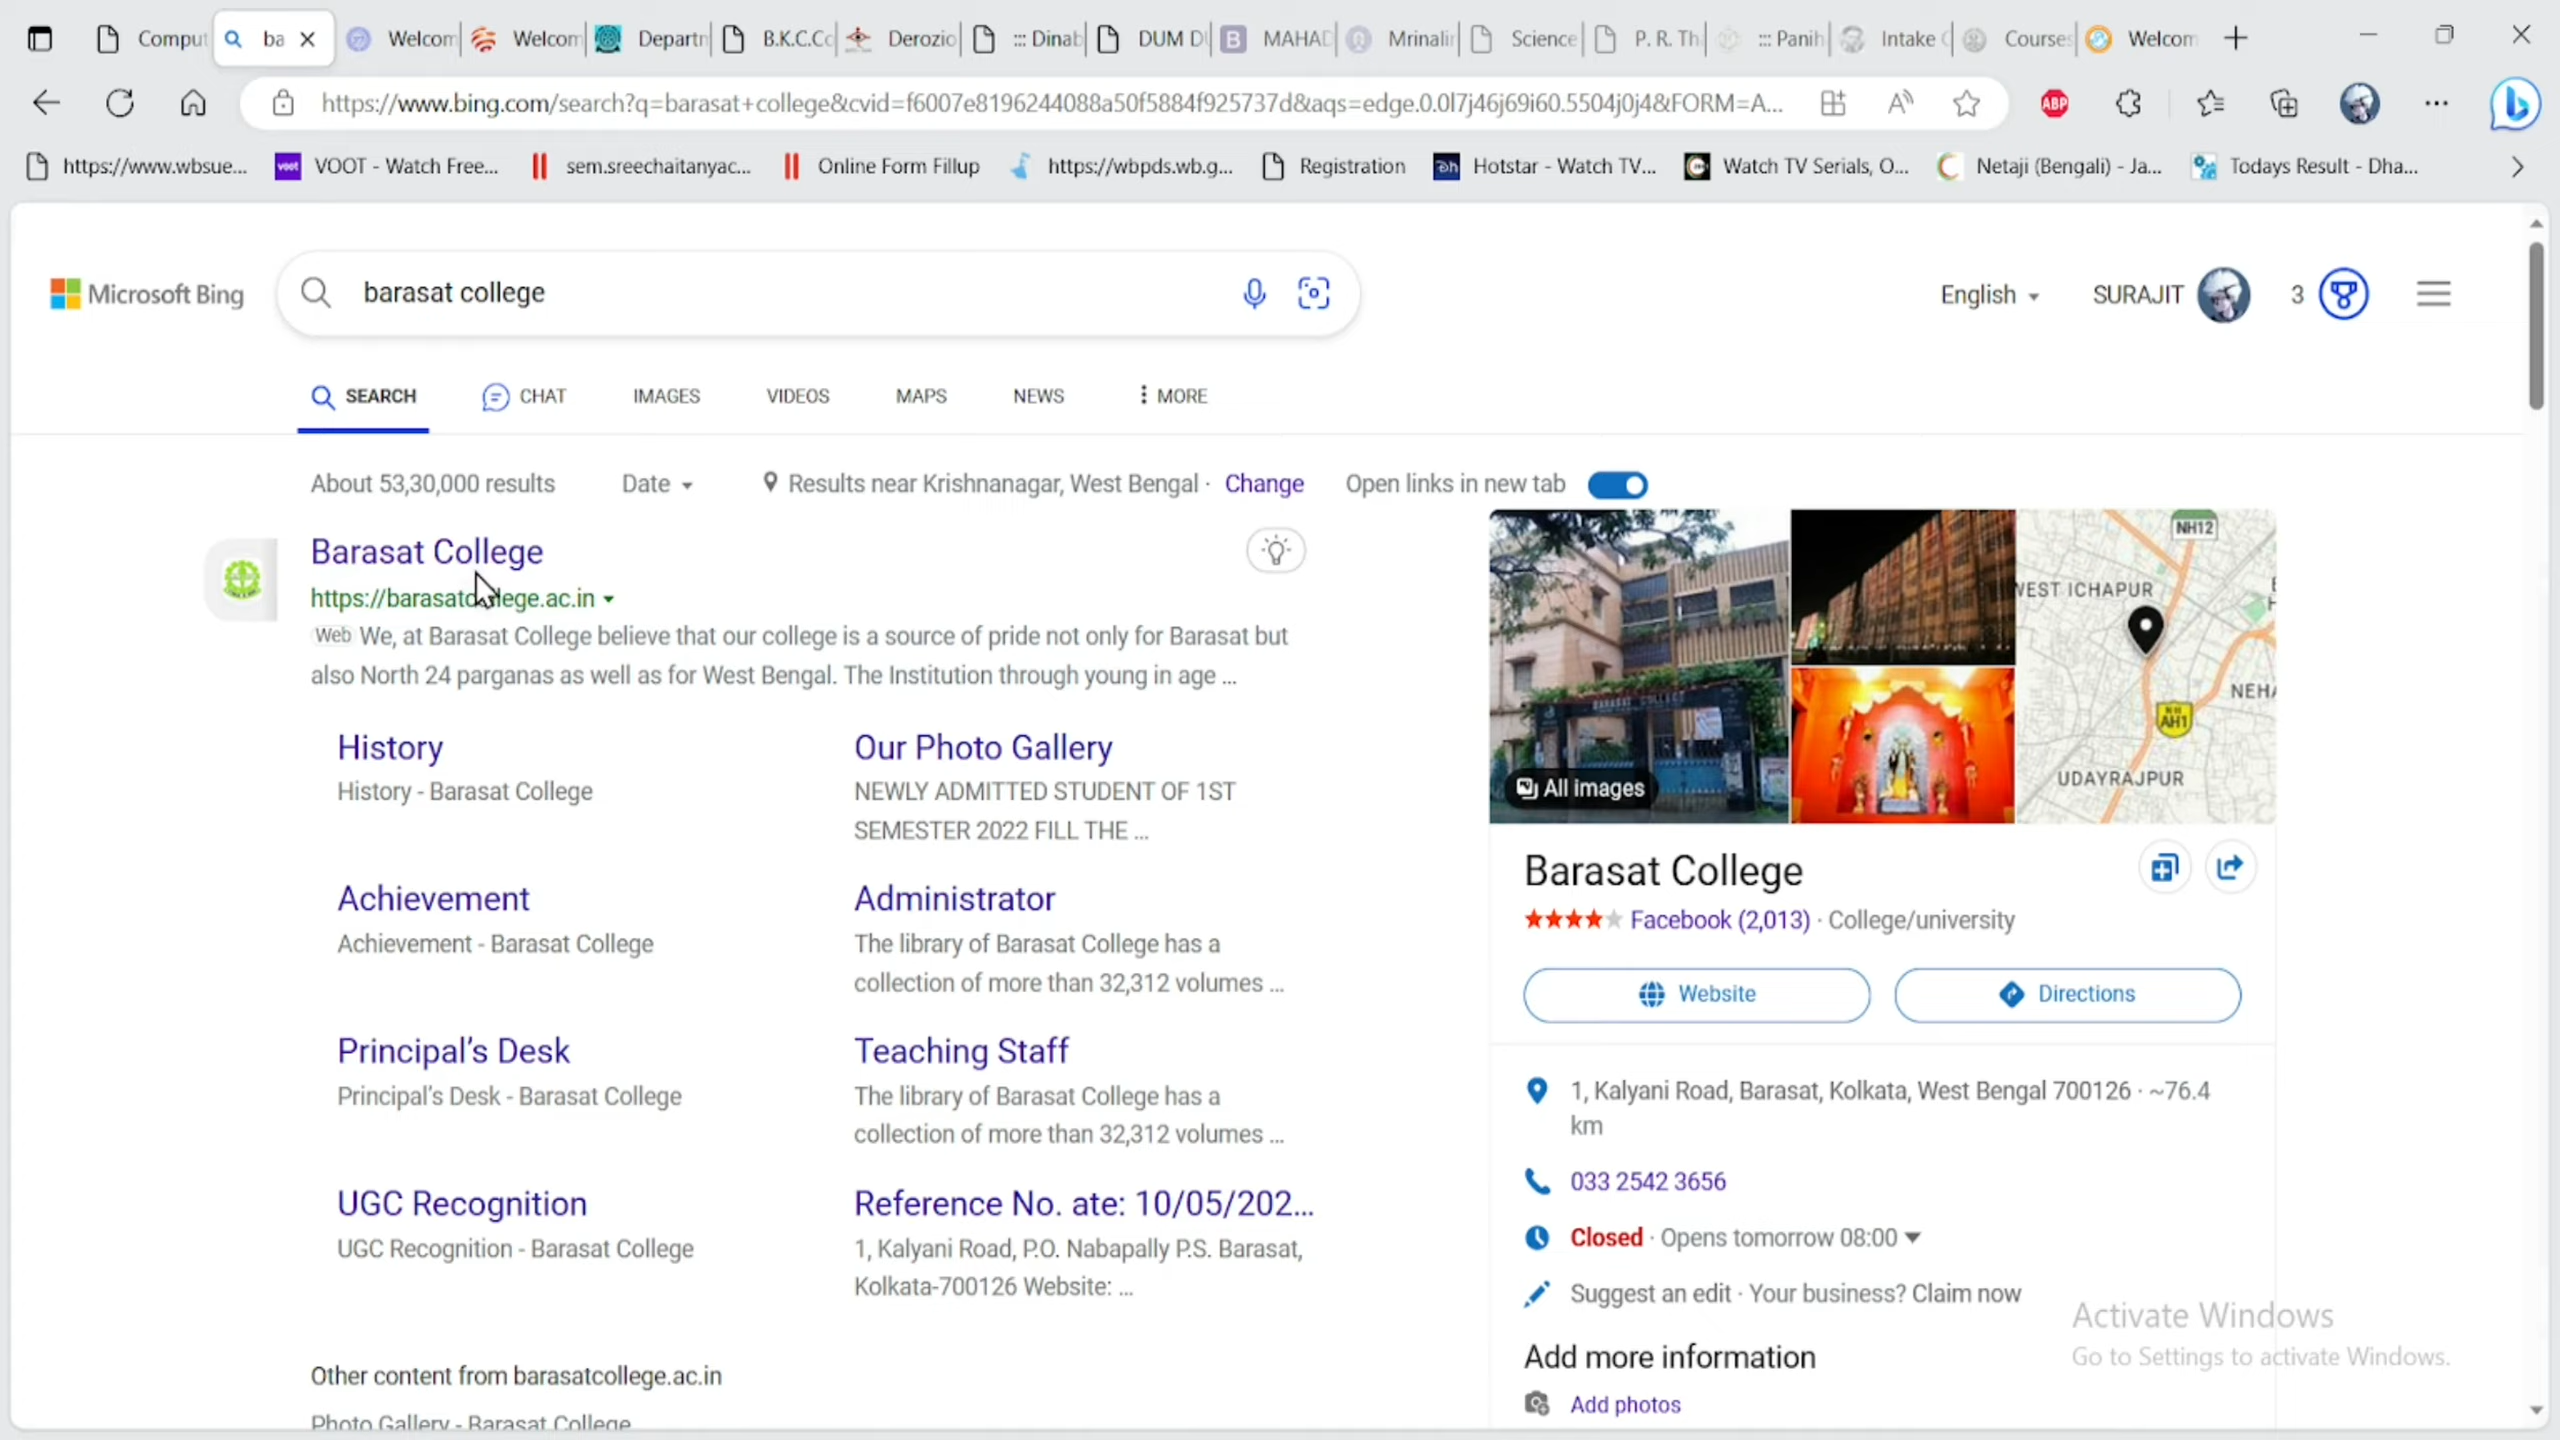 Comput
ba
Welcom
Welcom
Departn
B.K.C.Co
Derozio
::: Dinab
DUM DU
MAHAD
Mrinalin
Science
P. R. Th
::: Panih
Intake C
Courses
Welcom
https://www.bing.com/search?q=barasat+college&cvid=f6007e8196244088a50f5884f925737d&aqs=edge.0.0l7j46j69i60.5504j0j4&FORM=A...
ABP
https://www.wbsue...
voot
VOOT - Watch Free...
sem.sreechaitanyac...
Online Form Fillup
https://wbpds.wb.g...
Registration
Hotstar - Watch TV...
Watch TV Serials, O...
Netaji (Bengali) - Ja...
Todays Result - Dha...
Microsoft Bing
barasat college
English
SURAJIT
3
SEARCH
CHAT
IMAGES
VIDEOS
MAPS
NEWS
MORE
About 53,30,000 results
Date
Results near Krishnanagar, West Bengal · Change
Open links in new tab
Barasat College
https://barasatcollege.ac.in
Web We, at Barasat College believe that our college is a source of pride not only for Barasat but
also North 24 parganas as well as for West Bengal. The Institution through young in age ...
History
History - Barasat College
Our Photo Gallery
NEWLY ADMITTED STUDENT OF 1ST
SEMESTER 2022 FILL THE ...
Achievement
Achievement - Barasat College
Administrator
The library of Barasat College has a
collection of more than 32,312 volumes ...
Principal's Desk
Principal's Desk - Barasat College
Teaching Staff
The library of Barasat College has a
collection of more than 32,312 volumes ...
UGC Recognition
UGC Recognition - Barasat College
Reference No. ate: 10/05/202...
1, Kalyani Road, P.O. Nabapally P.S. Barasat,
Kolkata-700126 Website: ...
Other content from barasatcollege.ac.in
Photo Gallery - Barasat College
BARASAT COLLEGE
All images
NH12
WEST ICHAPUR
NEHA
AH1
UDAYRAJPUR
Barasat College
Facebook (2,013) · College/university
Website
Directions
1, Kalyani Road, Barasat, Kolkata, West Bengal 700126 · ~76.4
km
033 2542 3656
Closed · Opens tomorrow 08:00
Suggest an edit · Your business? Claim now
Add more information
Add photos
Activate Windows
Go to Settings to activate Windows.